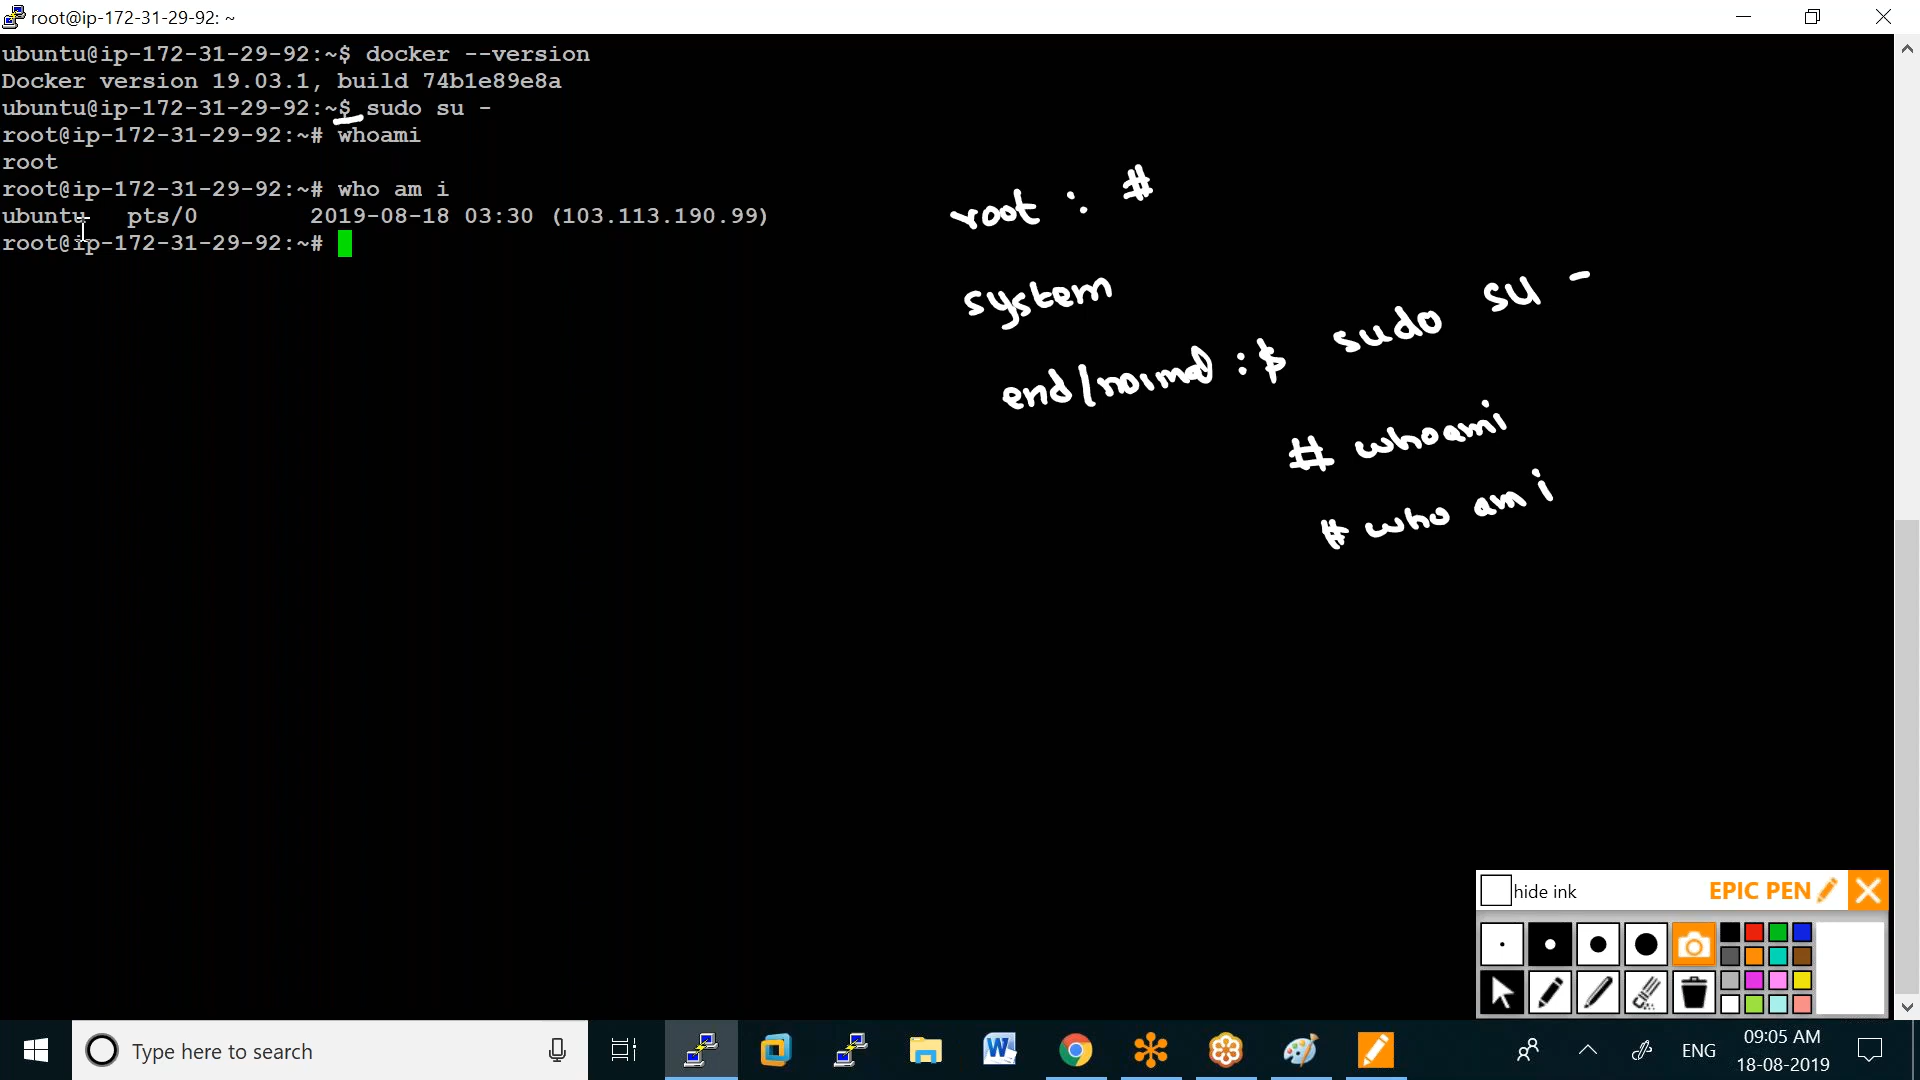 root@ip-172-31-29-92: ~
ubuntu@ip-172-31-29-92:~$ docker --version
Docker version 19.03.1, build 74b1e89e8a
ubuntu@ip-172-31-29-92:~$ sudo su -
root@ip-172-31-29-92:~# whoami
root
root@ip-172-31-29-92:~# who am i
ubuntu pts/0 2019-08-18 03:30 (103.113.190.99)
root@ip-172-31-29-92:~#
root : #
system
end/normal : $ sudo su -
# whoami
# who am i
hide ink EPIC PEN
Type here to search
W
ENG
09:05 AM
18-08-2019